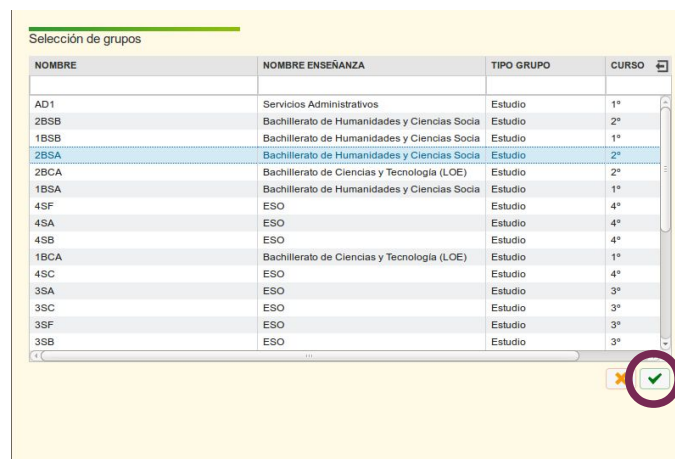 Selección de grupos
NOMBRE NOMBRE ENSEÑANZA TIPO GRUPO CURSO
AD1 Servicios Administrativos Estudio 1º
2BSB Bachillerato de Humanidades y Ciencias Socia Estudio 2º
1BSB Bachillerato de Humanidades y Ciencias Socia Estudio 1º
2BSA Bachillerato de Humanidades y Ciencias Socia Estudio 2º
2BCA Bachillerato de Ciencias y Tecnología (LOE) Estudio 2º
1BSA Bachillerato de Humanidades y Ciencias Socia Estudio 1º
4SF ESO Estudio 4º
4SA ESO Estudio 4º
4SB ESO Estudio 4º
1BCA Bachillerato de Ciencias y Tecnología (LOE) Estudio 1º
4SC ESO Estudio 4º
3SA ESO Estudio 3º
3SC ESO Estudio 3º
3SF ESO Estudio 3º
3SB ESO Estudio 3º